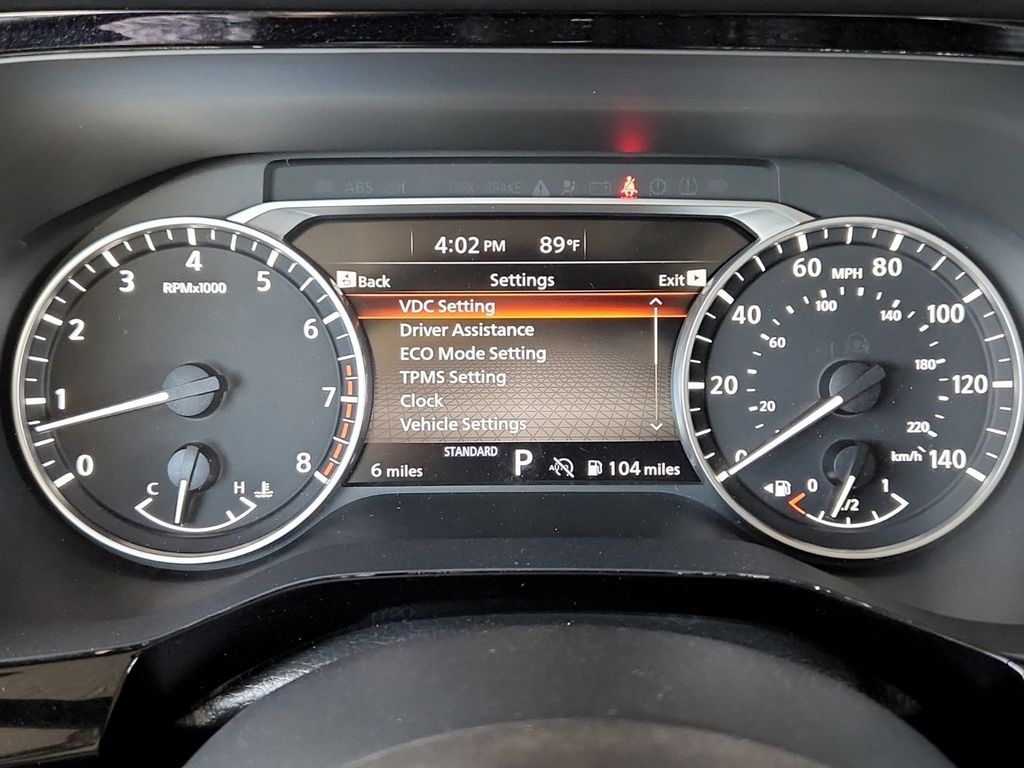 ABS PARK BRAKE
4:02 PM 89°F
Back Settings Exit
VDC Setting
Driver Assistance
ECO Mode Setting
TPMS Setting
Clock
Vehicle Settings
STANDARD
6 miles P AUTO 104 miles
0 1 2 3 4 5 6 7 8
RPMx1000
C H
0 20 40 60 80 100 120 140
MPH
20 60 100 140 180 220
km/h
0 1/2 1